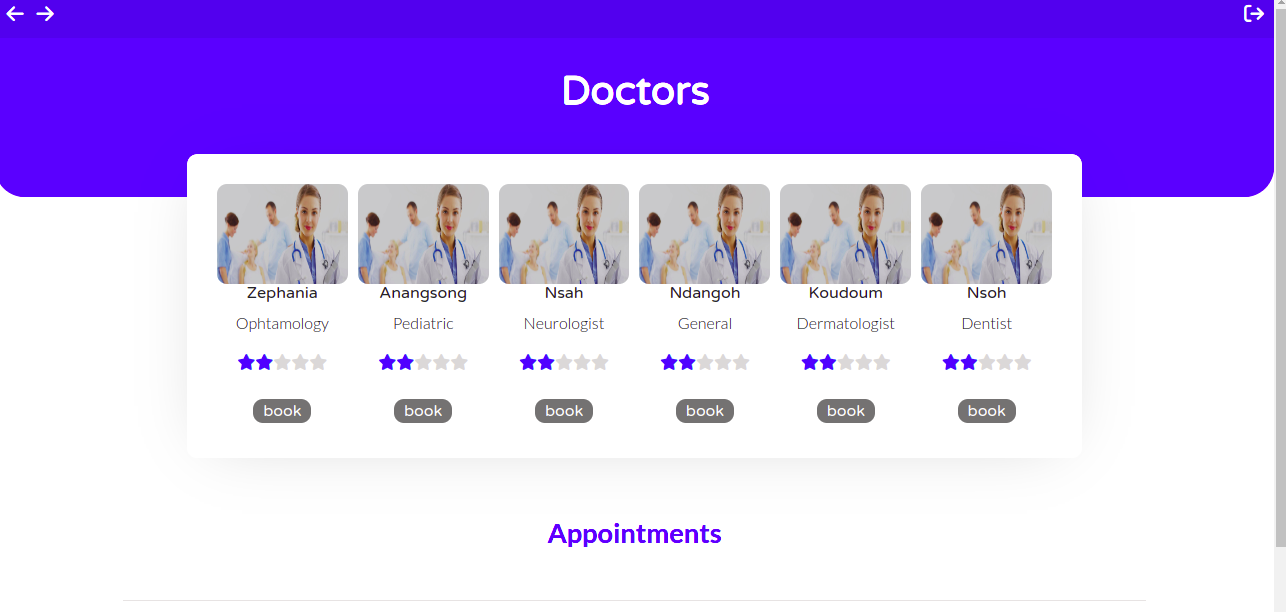 Doctors
Zephania Anangsong Nsah Ndangoh Koudoum Nsoh
Ophtamology Pediatric Neurologist General Dermatologist Dentist
book book book book book book
Appointments